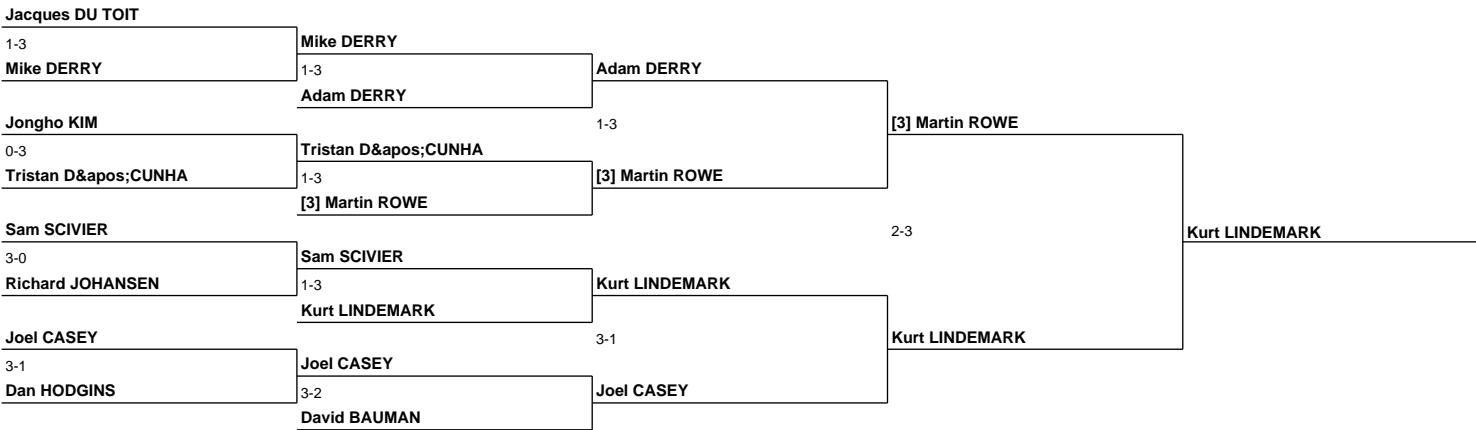 Jacques DU TOIT
1-3
Mike DERRY
Mike DERRY
1-3
Adam DERRY
Adam DERRY
Jongho KIM
0-3
Tristan D&apos;CUNHA
Tristan D&apos;CUNHA
1-3
[3] Martin ROWE
1-3
[3] Martin ROWE
[3] Martin ROWE
Sam SCIVIER
3-0
Richard JOHANSEN
Sam SCIVIER
1-3
Kurt LINDEMARK
Kurt LINDEMARK
2-3
Kurt LINDEMARK
Joel CASEY
3-1
Dan HODGINS
Joel CASEY
3-2
David BAUMAN
3-1
Joel CASEY
Kurt LINDEMARK